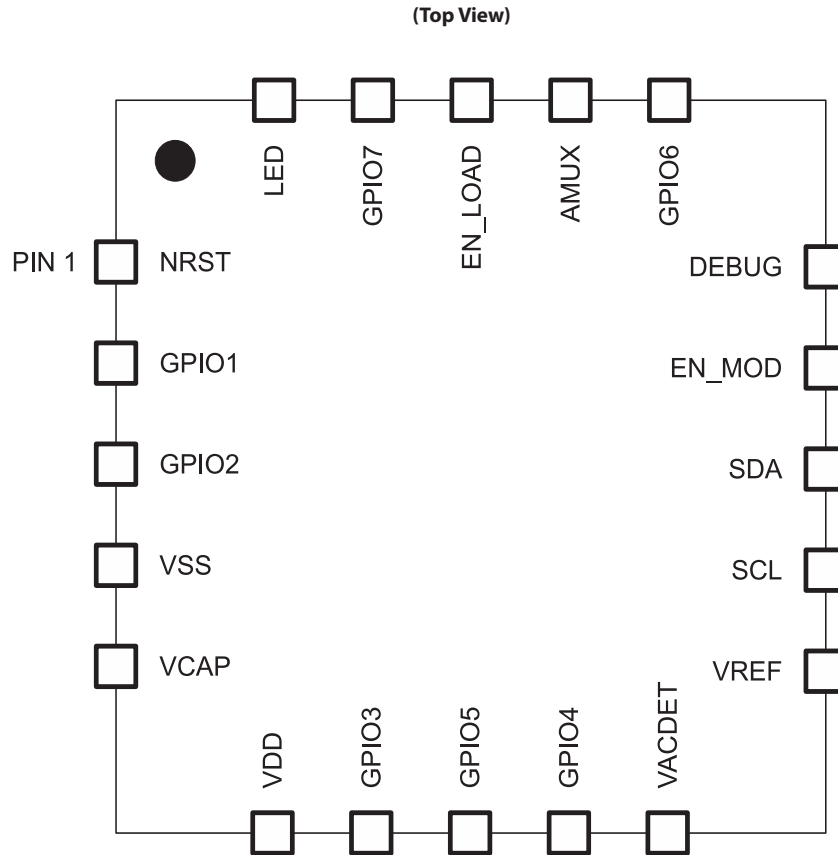 (Top View)
LED
GPIO7
EN_LOAD
AMUX
GPIO6
PIN 1 NRST
DEBUG
GPIO1
EN_MOD
GPIO2
SDA
VSS
SCL
VCAP
VREF
VDD
GPIO3
GPIO5
GPIO4
VACDET